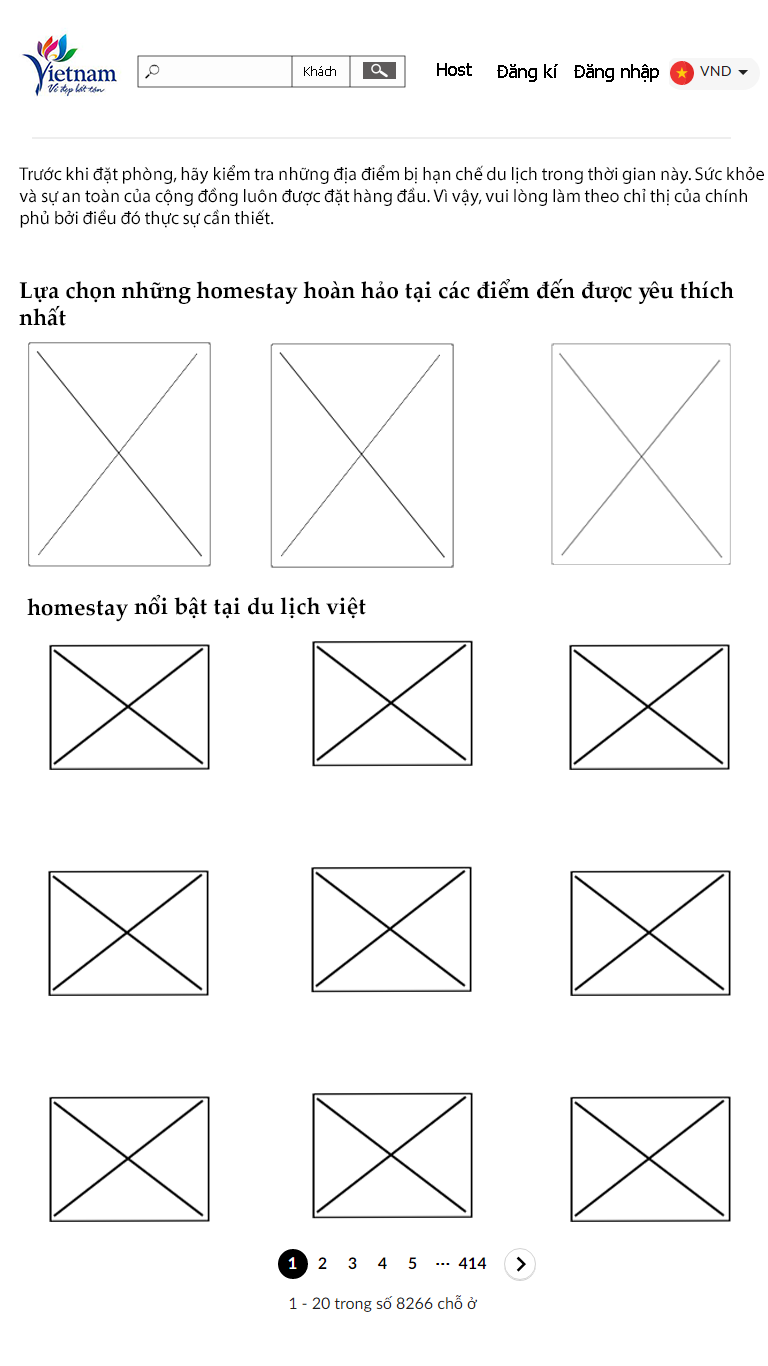 Vietnam
Vẻ đẹp bất tận
Khách
Host
Đăng kí
Đăng nhập
VND
Trước khi đặt phòng, hãy kiểm tra những địa điểm bị hạn chế du lịch trong thời gian này. Sức khỏe
và sự an toàn của cộng đồng luôn được đặt hàng đầu. Vì vậy, vui lòng làm theo chỉ thị của chính
phủ bởi điều đó thực sự cần thiết.
Lựa chọn những homestay hoàn hảo tại các điểm đến được yêu thích
nhất
homestay nổi bật tại du lịch việt
1 2 3 4 5 ··· 414
1 - 20 trong số 8266 chỗ ở